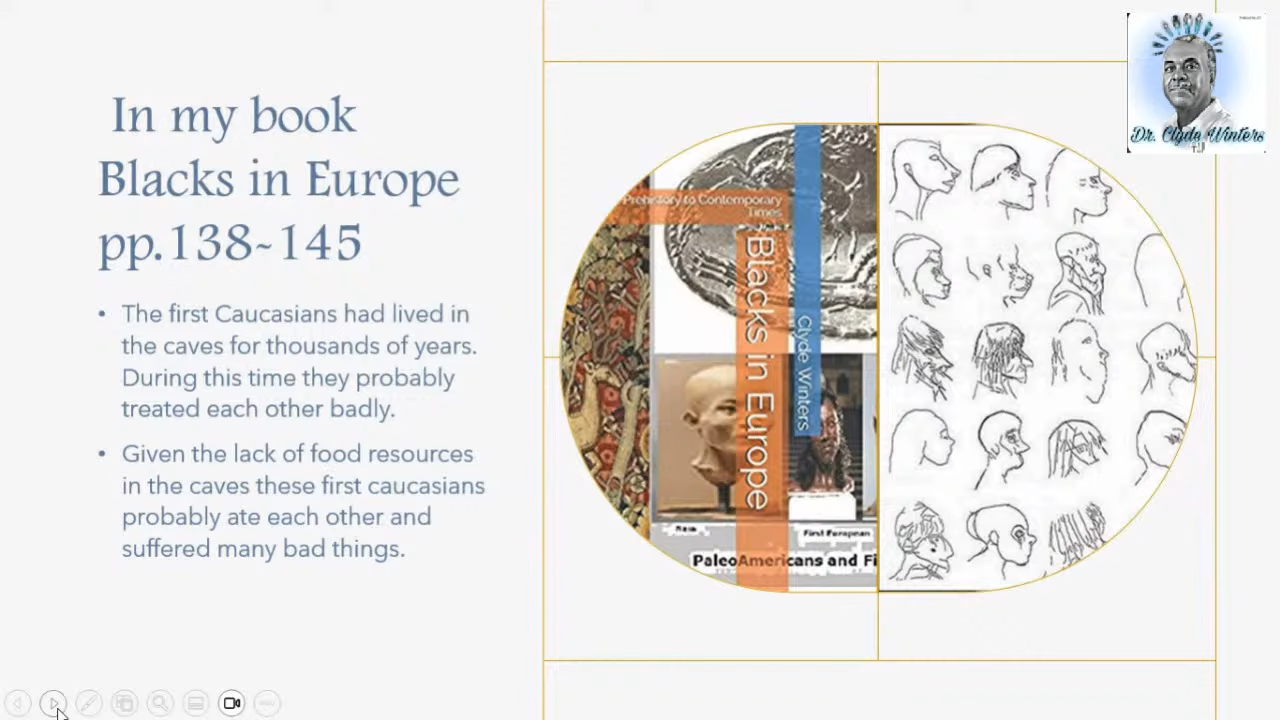 In my book
Blacks in Europe
pp.138-145
• The first Caucasians had lived in
the caves for thousands of years.
During this time they probably
treated each other badly.
• Given the lack of food resources
in the caves these first caucasians
probably ate each other and
suffered many bad things.
Prehistory to Contemporary
Times
Blacks in Europe
Clyde Winters
First European
PaleoAmericans and Fi
Dr. Clyde Winters